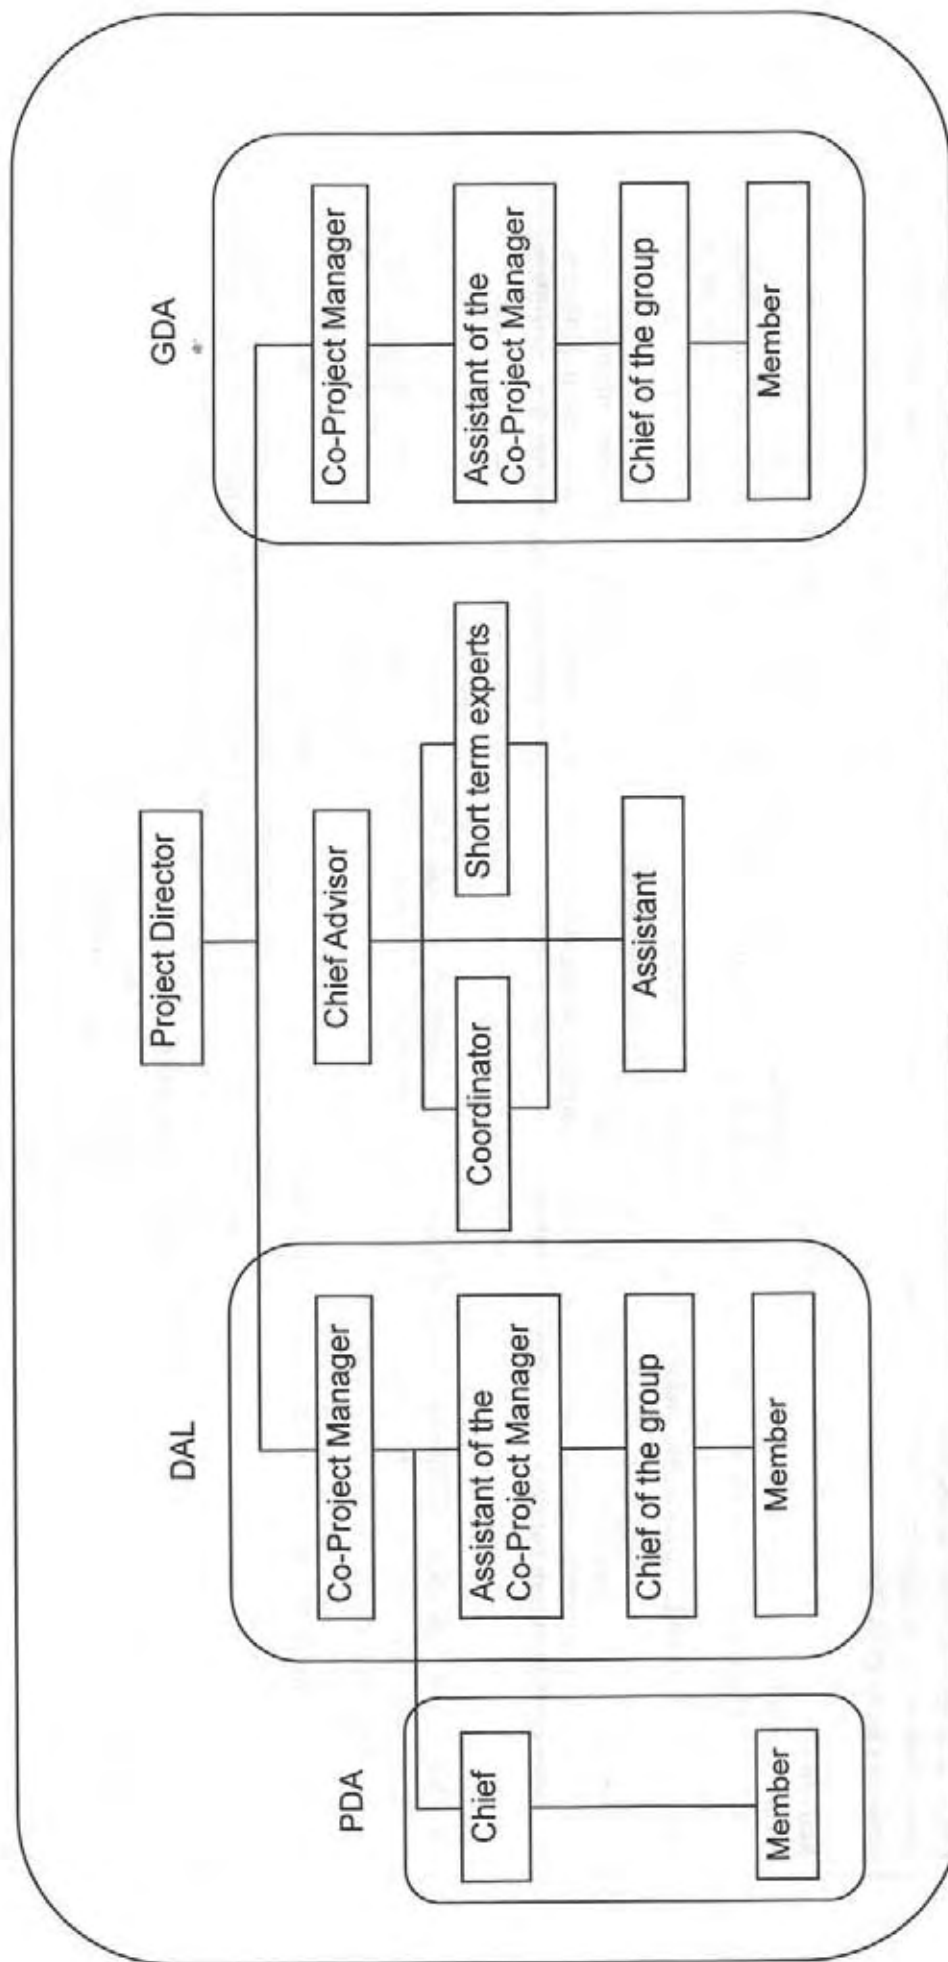 Project Director
PDA
DAL
GDA
Co-Project Manager
Chief Advisor
Co-Project Manager
Chief
Assistant of the
Co-Project Manager
Coordinator
Short term experts
Assistant of the
Co-Project Manager
Chief of the group
Assistant
Chief of the group
Member
Member
Member